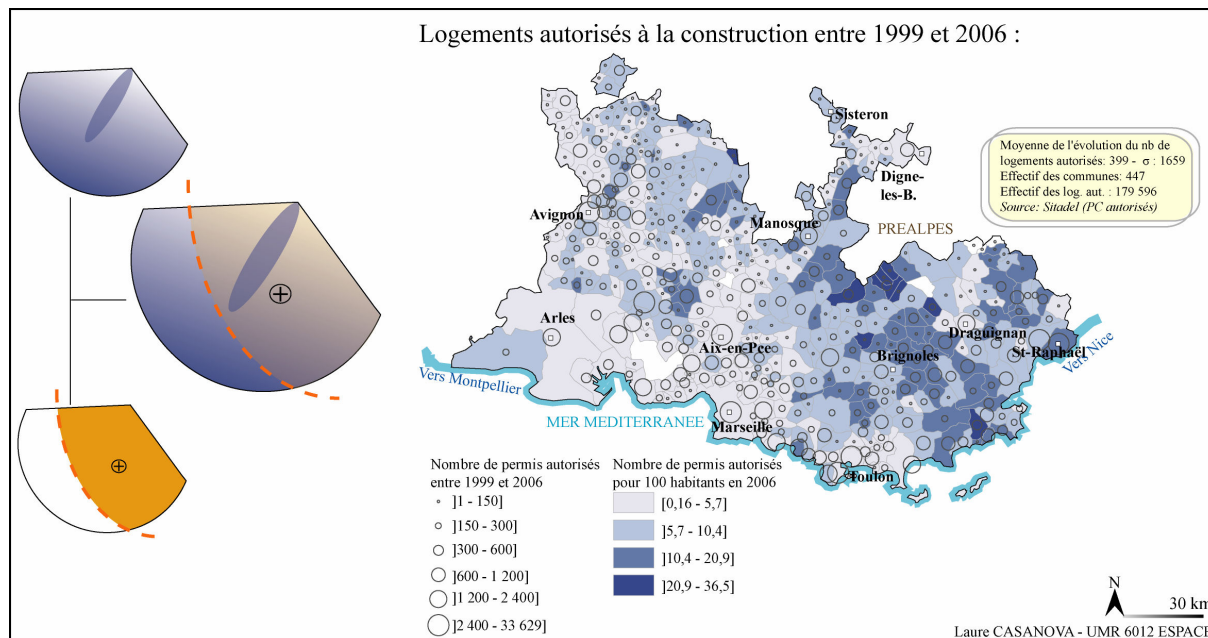 Logements autorisés à la construction entre 1999 et 2006 :
Sisteron
Moyenne de l'évolution du nb de
logements autorisés: 399 - σ : 1659
Effectif des communes: 447
Effectif des log. aut. : 179 596
Source: Sitadel (PC autorisés)
Digne-
les-B.
Avignon
Manosque
PREALPES
Arles
Aix-en-Pce
Draguignan
Brignoles
St-Raphaël
Vers Nice
Vers Montpellier
MER MEDITERRANEE
Marseille
Toulon
Nombre de permis autorisés
entre 1999 et 2006
]1 - 150]
]150 - 300]
]300 - 600]
]600 - 1 200]
]1 200 - 2 400]
]2 400 - 33 629]
Nombre de permis autorisés
pour 100 habitants en 2006
[0,16 - 5,7]
]5,7 - 10,4]
]10,4 - 20,9]
]20,9 - 36,5]
N
30 km
Laure CASANOVA - UMR 6012 ESPACE